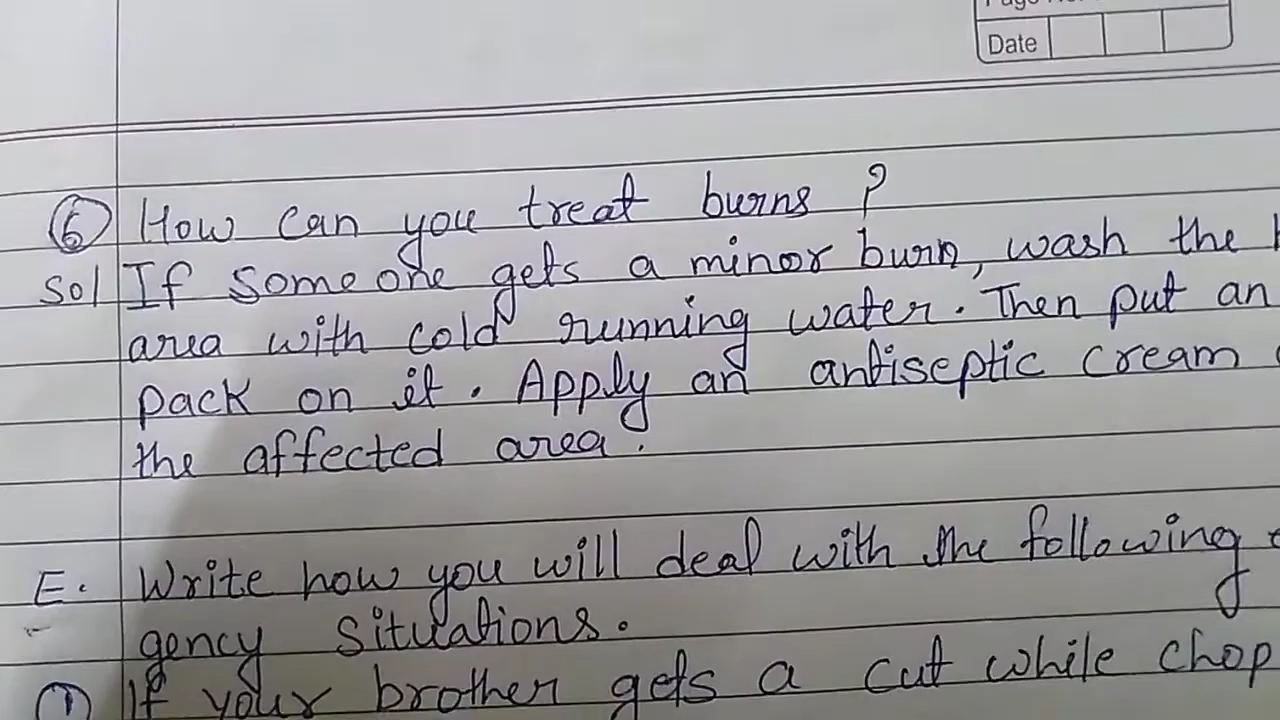 Page No.
Date
6 How can you treat burns ?
Sol If someone gets a minor burn, wash the
area with cold running water. Then put an
pack on it. Apply an antiseptic cream
the affected area.
E. Write how you will deal with the following
gency situations.
1 If your brother gets a cut while chop